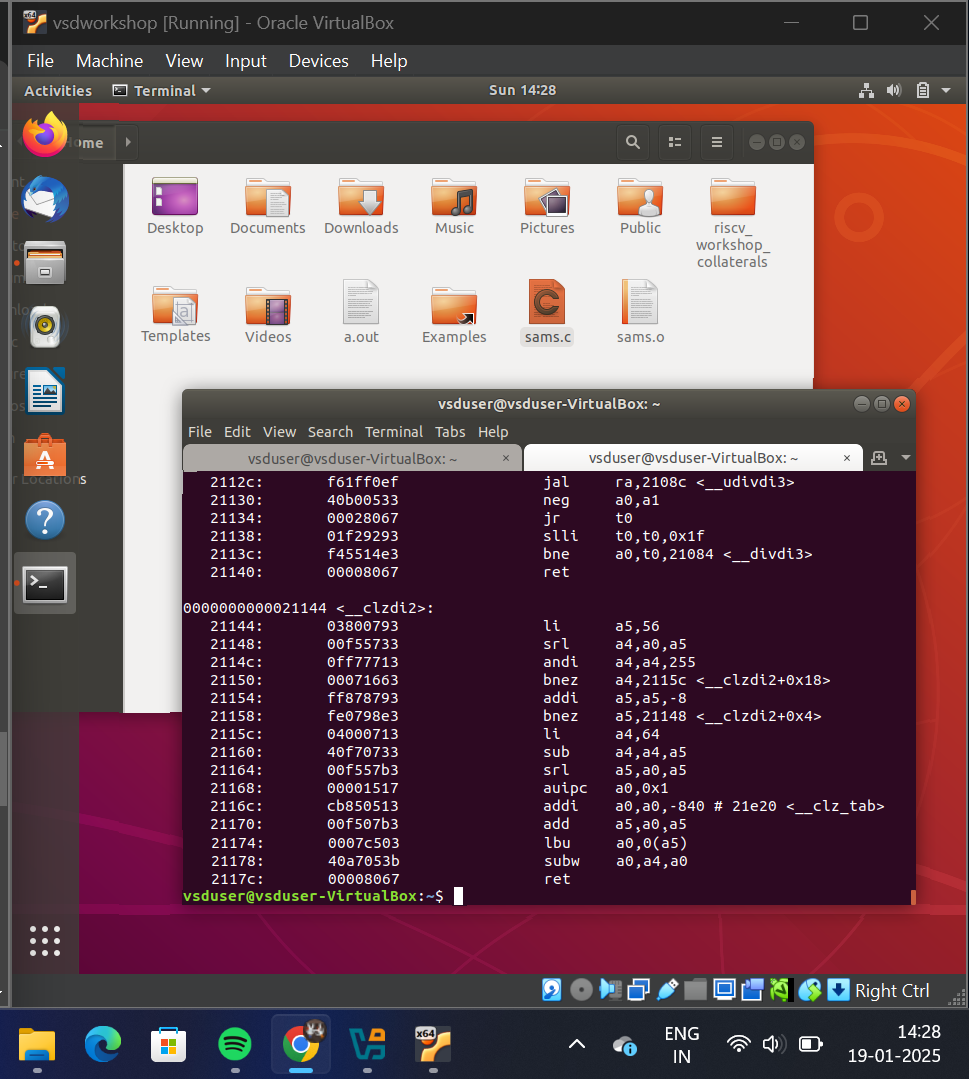 vsdworkshop [Running] - Oracle VirtualBox
File Machine View Input Devices Help
Activities Terminal Sun 14:28
Home
Desktop Documents Downloads Music Pictures Public riscv_
workshop_
collaterals
Templates Videos a.out Examples sams.c sams.o
Locations
vsduser@vsduser-VirtualBox: ~
File Edit View Search Terminal Tabs Help
vsduser@vsduser-VirtualBox: ~ × vsduser@vsduser-VirtualBox: ~ ×
2112c: f61ff0ef jal ra,2108c <__udivdi3>
21130: 40b00533 neg a0,a1
21134: 00028067 jr t0
21138: 01f29293 slli t0,t0,0x1f
2113c: f45514e3 bne a0,t0,21084 <__divdi3>
21140: 00008067 ret
0000000000021144 <__clzdi2>:
21144: 03800793 li a5,56
21148: 00f55733 srl a4,a0,a5
2114c: 0ff77713 andi a4,a4,255
21150: 00071663 bnez a4,2115c <__clzdi2+0x18>
21154: ff878793 addi a5,a5,-8
21158: fe0798e3 bnez a5,21148 <__clzdi2+0x4>
2115c: 04000713 li a4,64
21160: 40f70733 sub a4,a4,a5
21164: 00f557b3 srl a5,a0,a5
21168: 00001517 auipc a0,0x1
2116c: cb850513 addi a0,a0,-840 # 21e20 <__clz_tab>
21170: 00f507b3 add a5,a0,a5
21174: 0007c503 lbu a0,0(a5)
21178: 40a7053b subw a0,a4,a0
2117c: 00008067 ret
vsduser@vsduser-VirtualBox:~$
Right Ctrl
x64
ENG
IN
14:28
19-01-2025